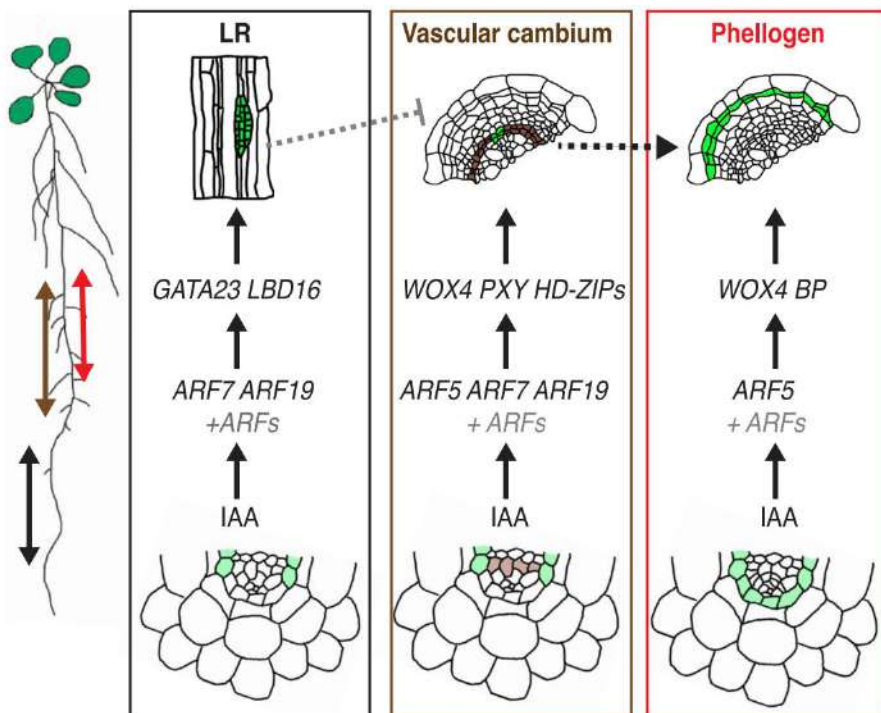 LR
GATA23 LBD16
ARF7 ARF19
+ARFs
IAA
Vascular cambium
WOX4 PXY HD-ZIPs
ARF5 ARF7 ARF19
+ ARFs
IAA
Phellogen
WOX4 BP
ARF5
+ ARFs
IAA